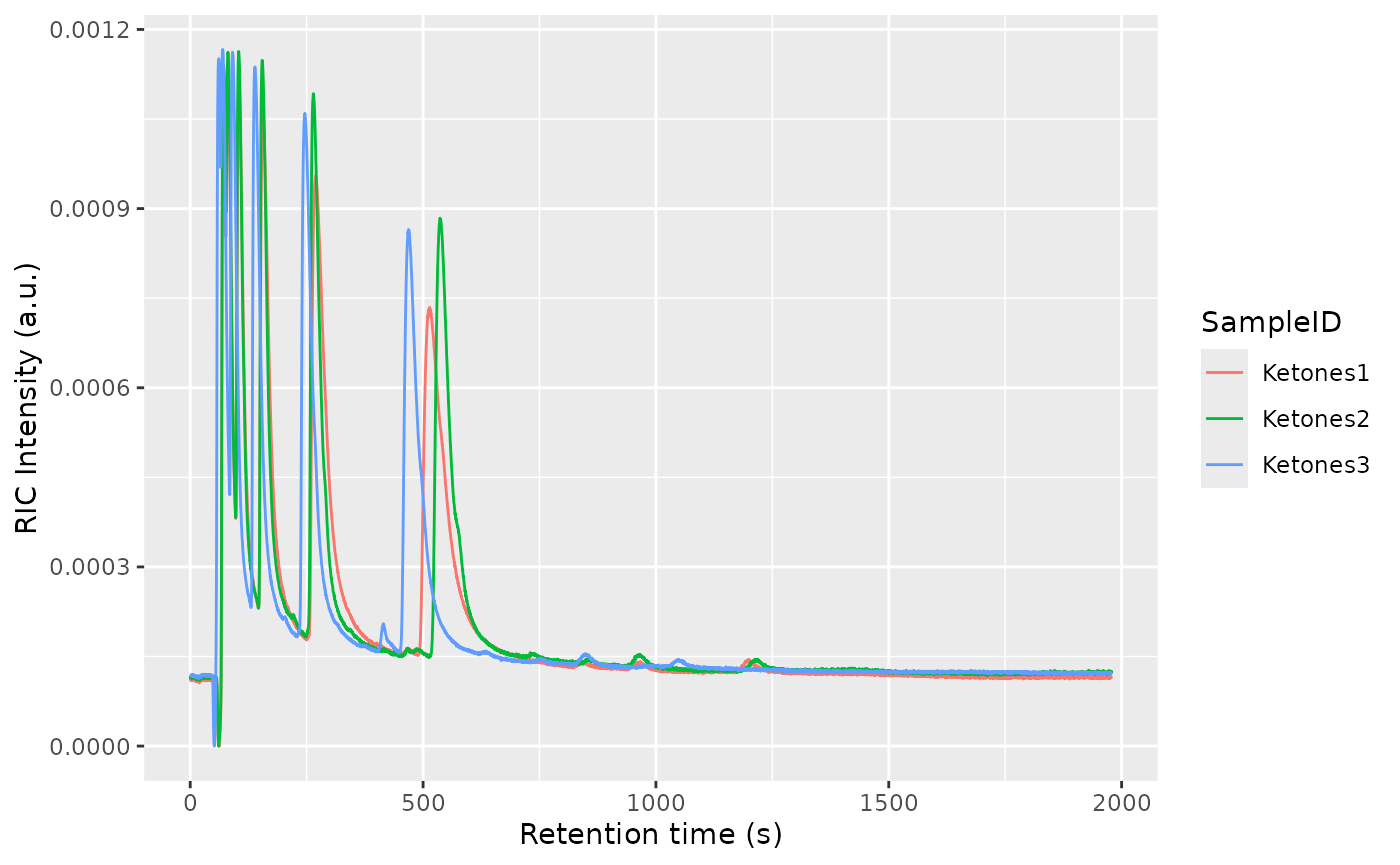 RIC Intensity (a.u.)
0.0012
0.0009
0.0006
0.0003
0.0000
0 500 1000 1500 2000
Retention time (s)
SampleID
Ketones1
Ketones2
Ketones3